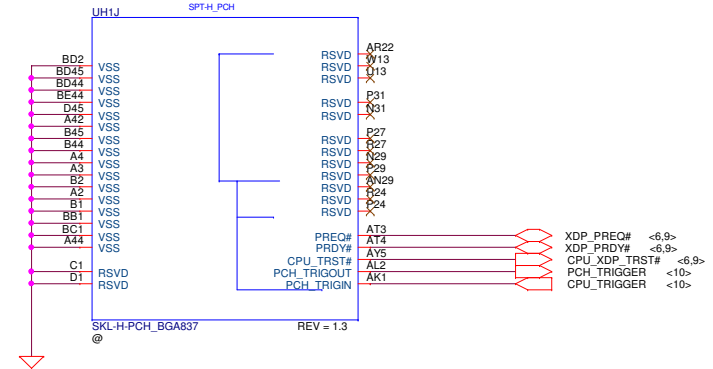 SPT-H_PCH
UH1J
BD2 VSS
BD45 VSS
BD44 VSS
BE44 VSS
D45 VSS
A42 VSS
B45 VSS
B44 VSS
A4 VSS
A3 VSS
B2 VSS
A2 VSS
B1 VSS
BB1 VSS
BC1 VSS
A44 VSS
C1 RSVD
D1 RSVD
RSVD AR22
RSVD W13
RSVD U13
RSVD P31
RSVD N31
RSVD P27
RSVD R27
RSVD N29
RSVD P29
RSVD AN29
RSVD R24
RSVD P24
PREQ# AT3 XDP_PREQ# <6,9>
PRDY# AT4 XDP_PRDY# <6,9>
CPU_TRST# AY5 CPU_XDP_TRST# <6,9>
PCH_TRIGOUT AL2 PCH_TRIGGER <10>
PCH_TRIGIN AK1 CPU_TRIGGER <10>
SKL-H-PCH_BGA837 REV = 1.3
@